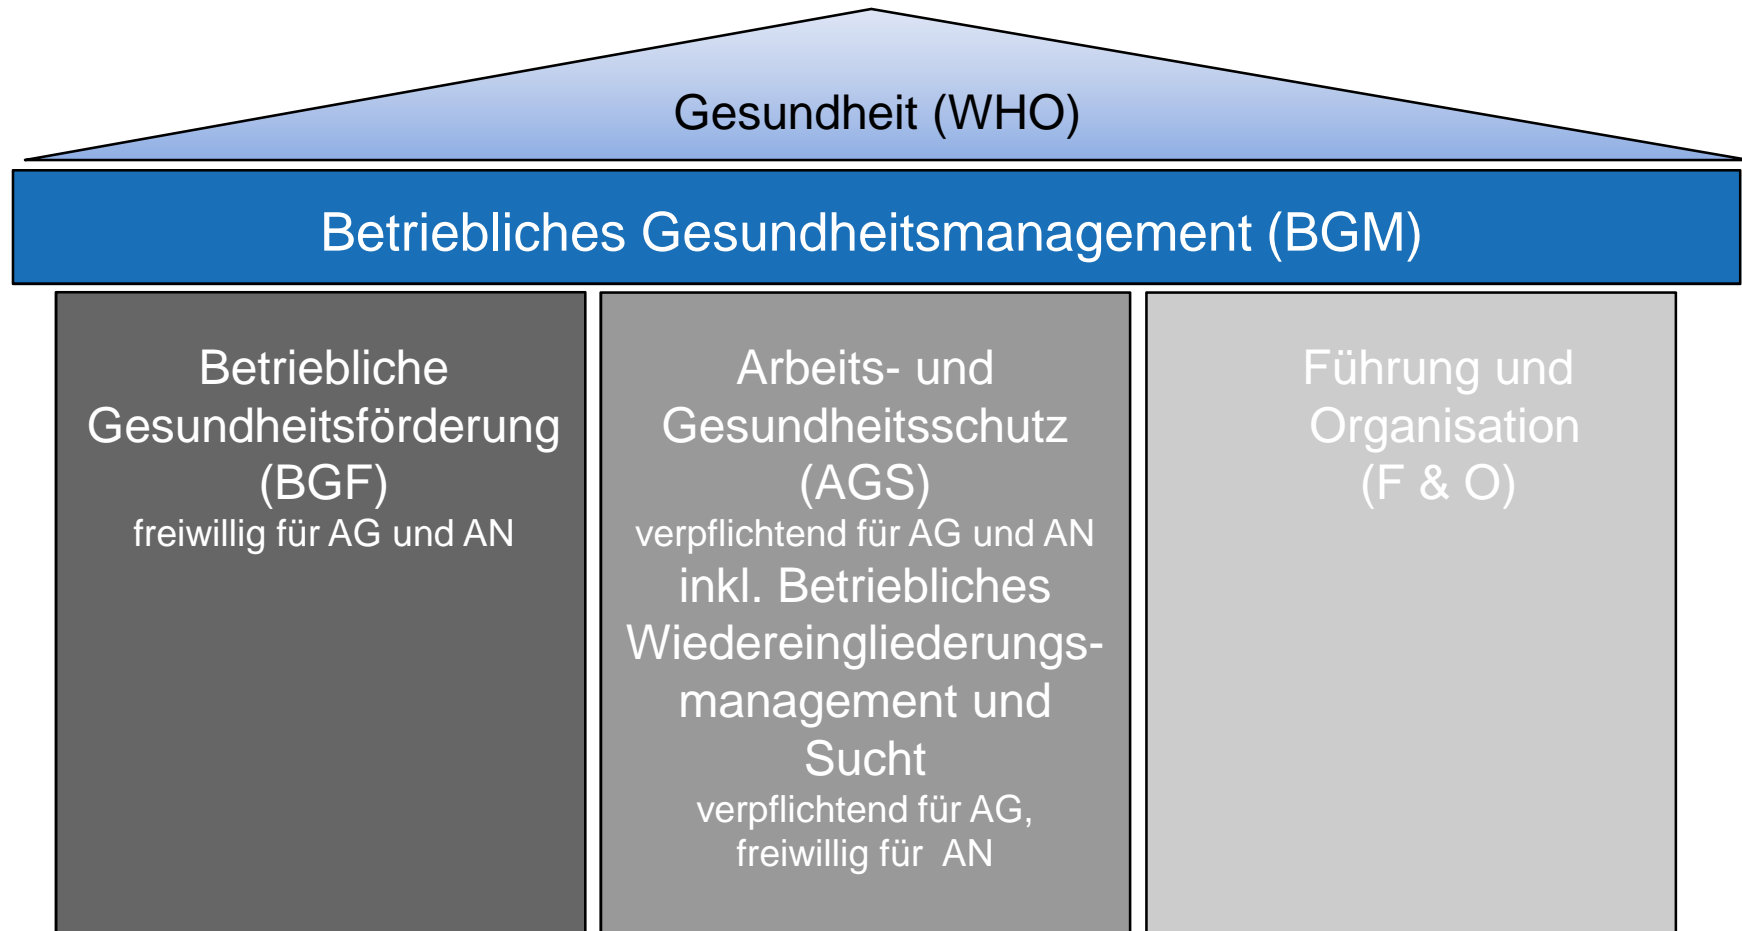 Gesundheit (WHO)
Betriebliches Gesundheitsmanagement (BGM)
Betriebliche
Gesundheitsförderung
(BGF)
freiwillig für AG und AN
Arbeits- und
Gesundheitsschutz
(AGS)
verpflichtend für AG und AN
inkl. Betriebliches
Wiedereingliederungs-
management und
Sucht
verpflichtend für AG,
freiwillig für AN
Führung und
Organisation
(F & O)